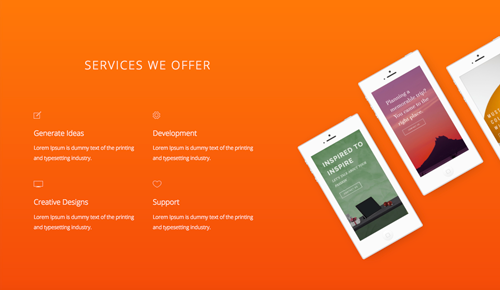 SERVICES WE OFFER
Generate Ideas
Lorem Ipsum is dummy text of the printing
and typesetting industry.
Development
Lorem Ipsum is dummy text of the printing
and typesetting industry.
Creative Designs
Lorem Ipsum is dummy text of the printing
and typesetting industry.
Support
Lorem Ipsum is dummy text of the printing
and typesetting industry.
INSPIRED TO
INSPIRE
Planning a
memorable trip?
You came to the
right place.